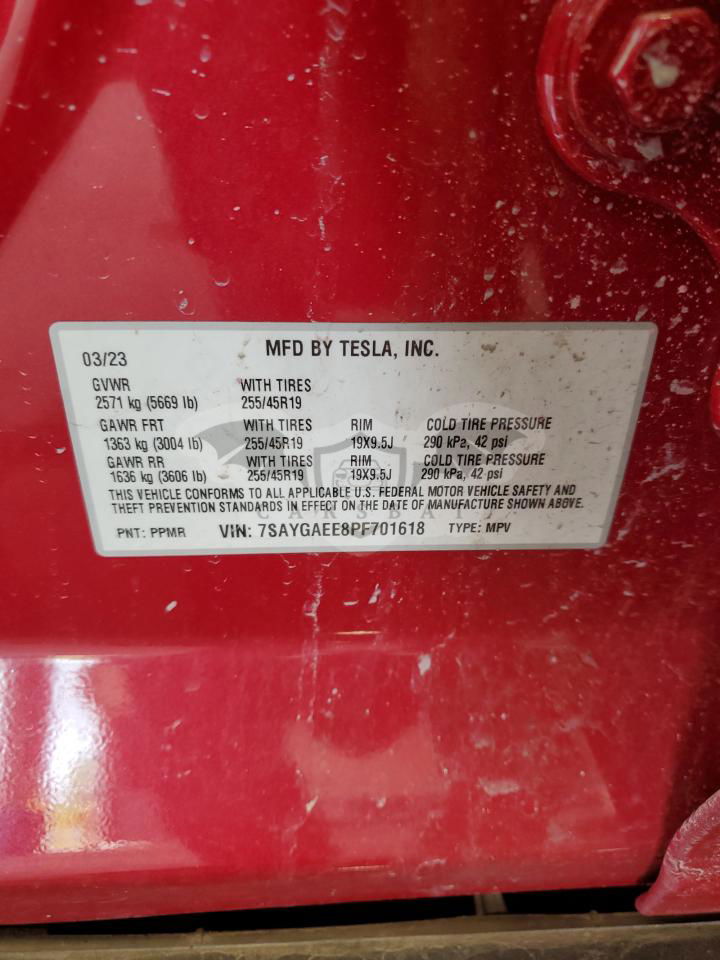 03/23 MFD BY TESLA, INC.
GVWR WITH TIRES
2571 kg (5669 lb) 255/45R19
GAWR FRT WITH TIRES RIM COLD TIRE PRESSURE
1363 kg (3004 lb) 255/45R19 19X9.5J 290 kPa, 42 psi
GAWR RR WITH TIRES RIM COLD TIRE PRESSURE
1636 kg (3606 lb) 255/45R19 19X9.5J 290 kPa, 42 psi
THIS VEHICLE CONFORMS TO ALL APPLICABLE U.S. FEDERAL MOTOR VEHICLE SAFETY AND
THEFT PREVENTION STANDARDS IN EFFECT ON THE DATE OF MANUFACTURE SHOWN ABOVE.
CARSBAIT
PNT: PPMR VIN: 7SAYGAEE8PF701618 TYPE: MPV